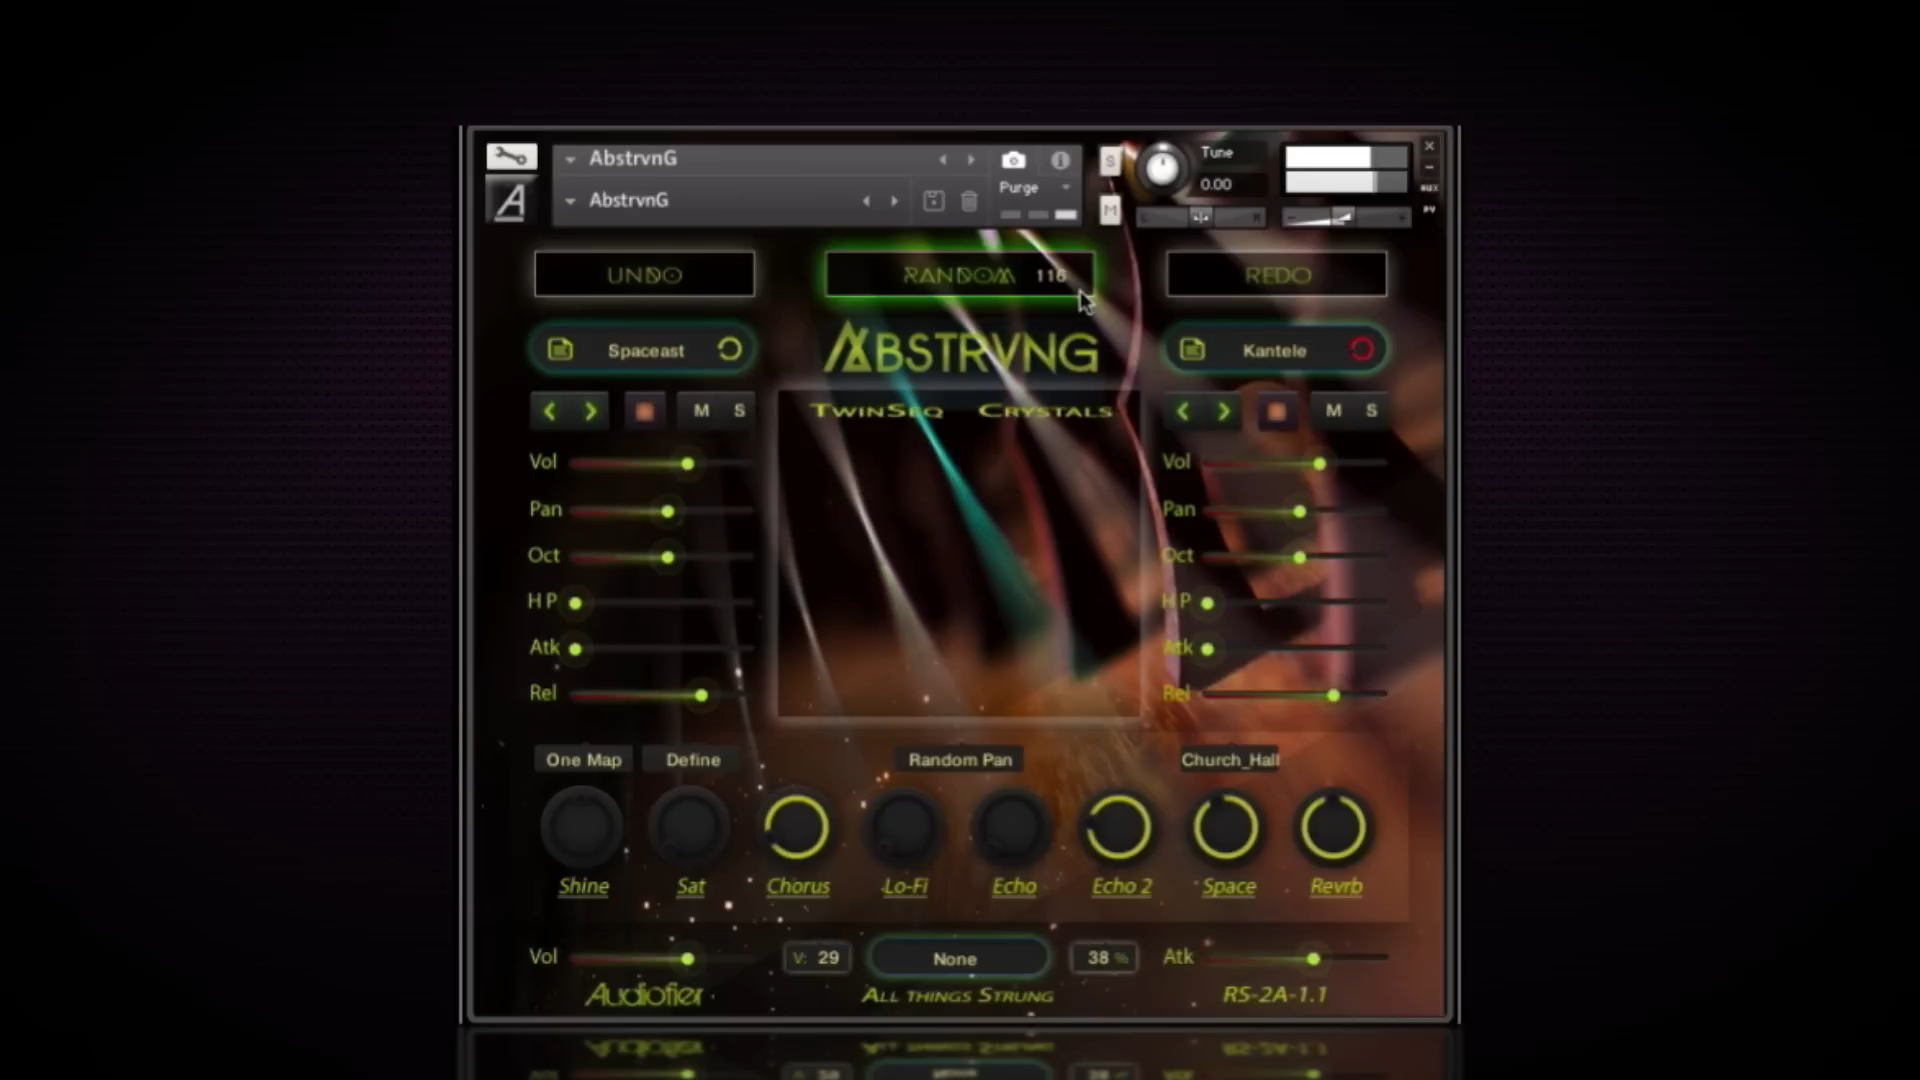 AbstrvnG
Tune
S
Purge
0.00
AbstrvnG
M
AUX
PV
L R
UNDO
RANDOM 116
REDO
Spaceast
ABSTRVNG
Kantele
M S
TwinSeq Crystals
M S
Vol
Vol
Pan
Pan
Oct
Oct
HP
HP
Atk
Atk
Rel
Rel
One Map
Define
Random Pan
Church_Hall
Shine
Sat
Chorus
Lo-Fi
Echo
Echo 2
Space
Revrb
Vol
V: 29
None
38 %
Atk
Audiofier
All things Strung
RS-2A-1.1